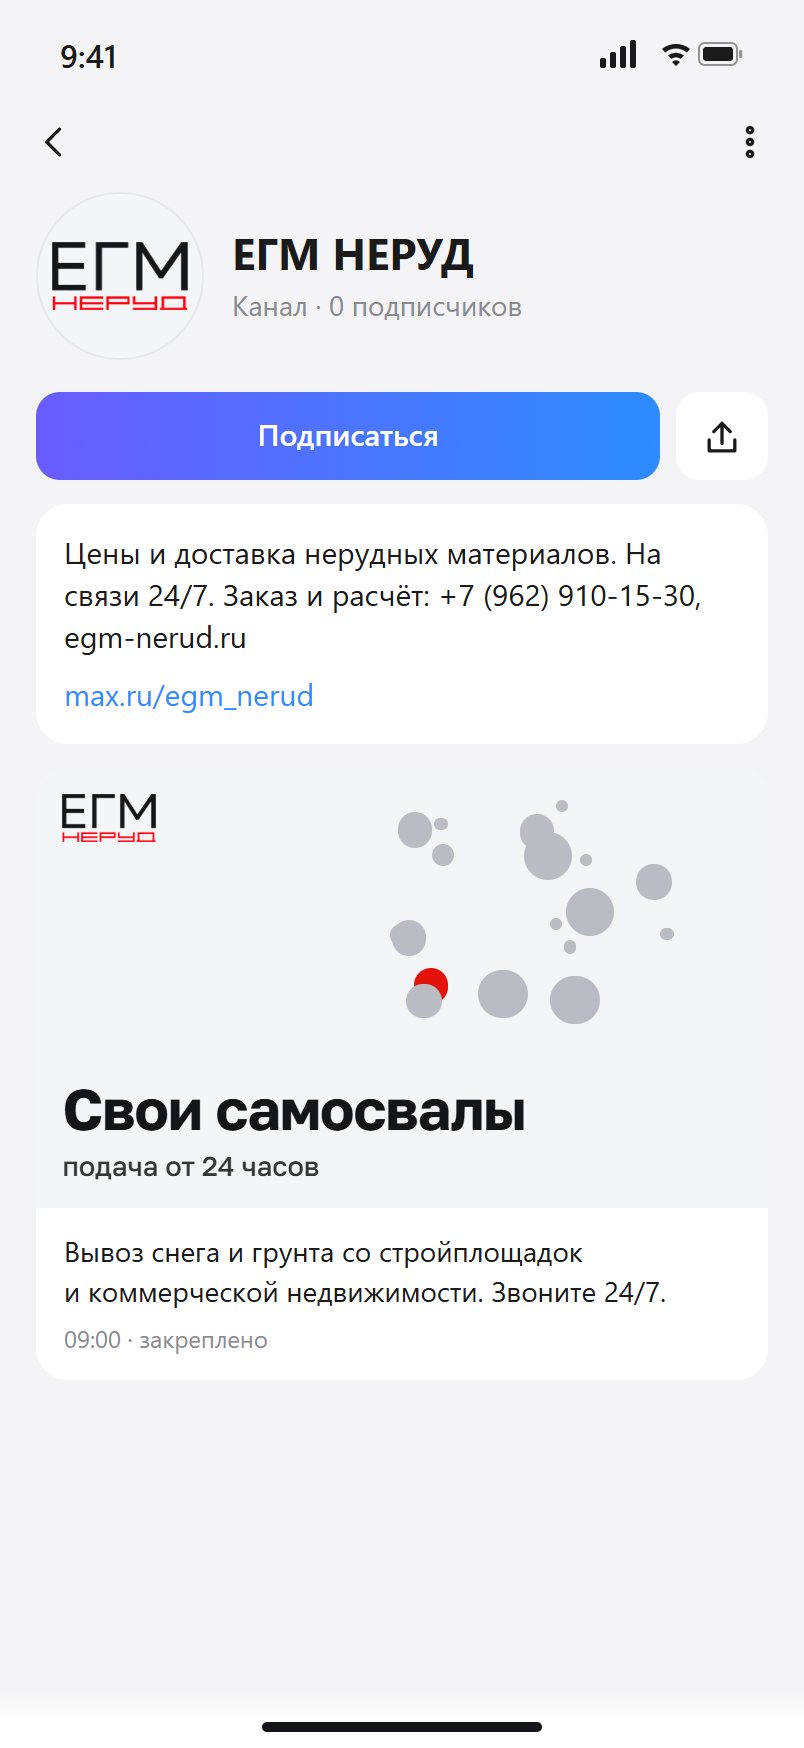 9:41
ЕГМ
НЕРУД
ЕГМ НЕРУД
Канал · 0 подписчиков
Подписаться
Цены и доставка нерудных материалов. На
связи 24/7. Заказ и расчёт: +7 (962) 910-15-30,
egm-nerud.ru
max.ru/egm_nerud
ЕГМ
НЕРУД
Свои самосвалы
подача от 24 часов
Вывоз снега и грунта со стройплощадок
и коммерческой недвижимости. Звоните 24/7.
09:00 · закреплено